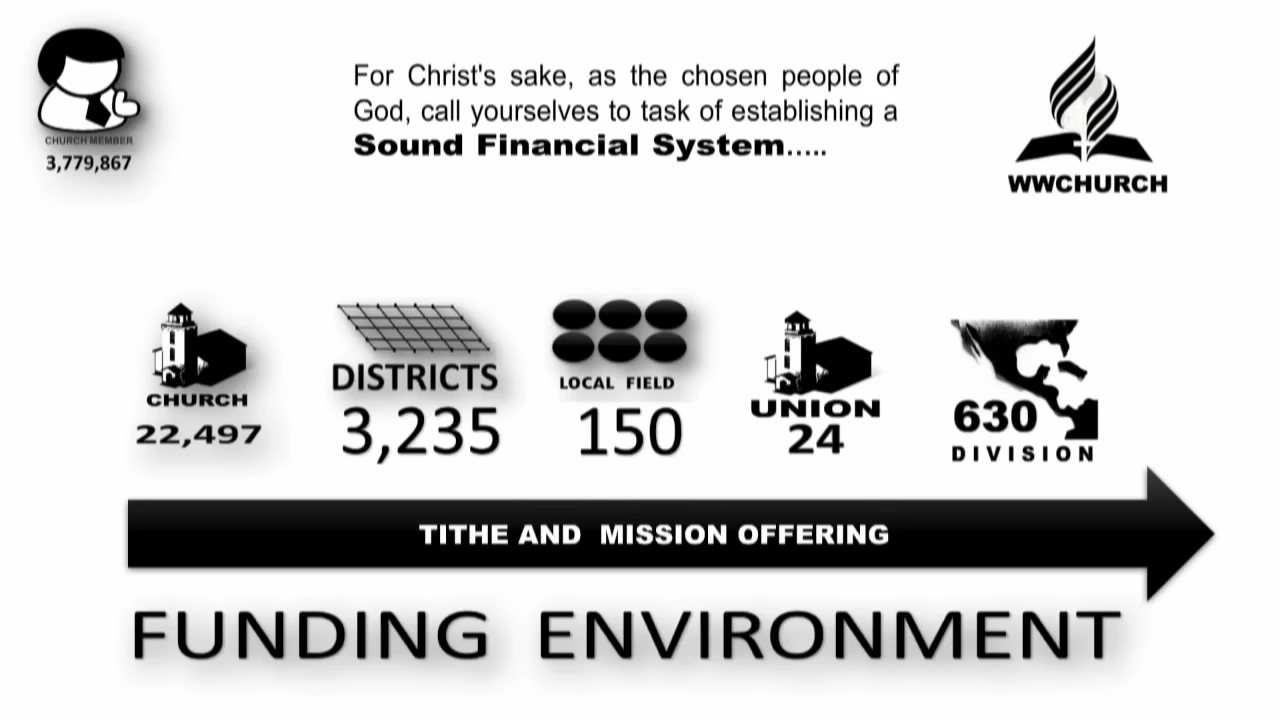 For Christ's sake, as the chosen people of
God, call yourselves to task of establishing a
Sound Financial System.....
CHURCH MEMBER
3,779,867
WWCHURCH
CHURCH
22,497
DISTRICTS
3,235
LOCAL FIELD
150
UNION
24
630
DIVISION
TITHE AND MISSION OFFERING
FUNDING ENVIRONMENT